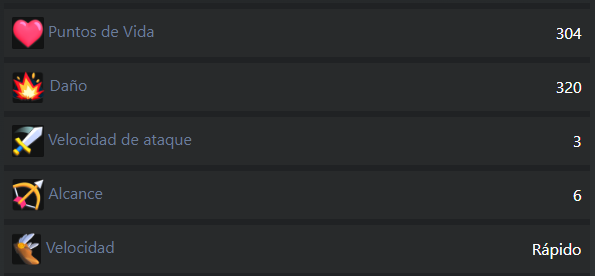 Puntos de Vida 304
Daño 320
Velocidad de ataque 3
Alcance 6
Velocidad Rápido